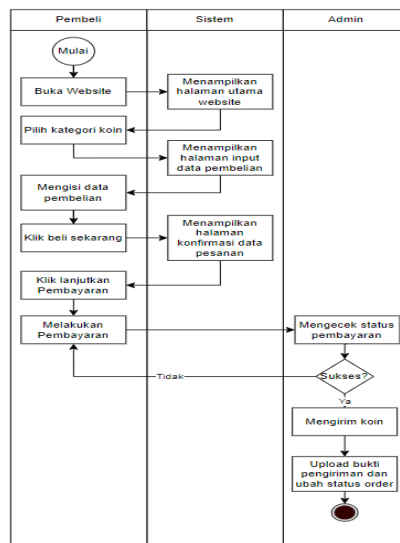 Pembeli
Sistem
Admin
Mulai
Buka Website
Menampilkan
halaman utama
website
Pilih kategori koin
Menampilkan
halaman input
data pembelian
Mengisi data
pembelian
Klik beli sekarang
Menampilkan
halaman
konfirmasi data
pesanan
Klik lanjutkan
Pembayaran
Melakukan
Pembayaran
Mengecek status
pembayaran
Sukses?
Tidak
Ya
Mengirim koin
Upload bukti
pengiriman dan
ubah status order